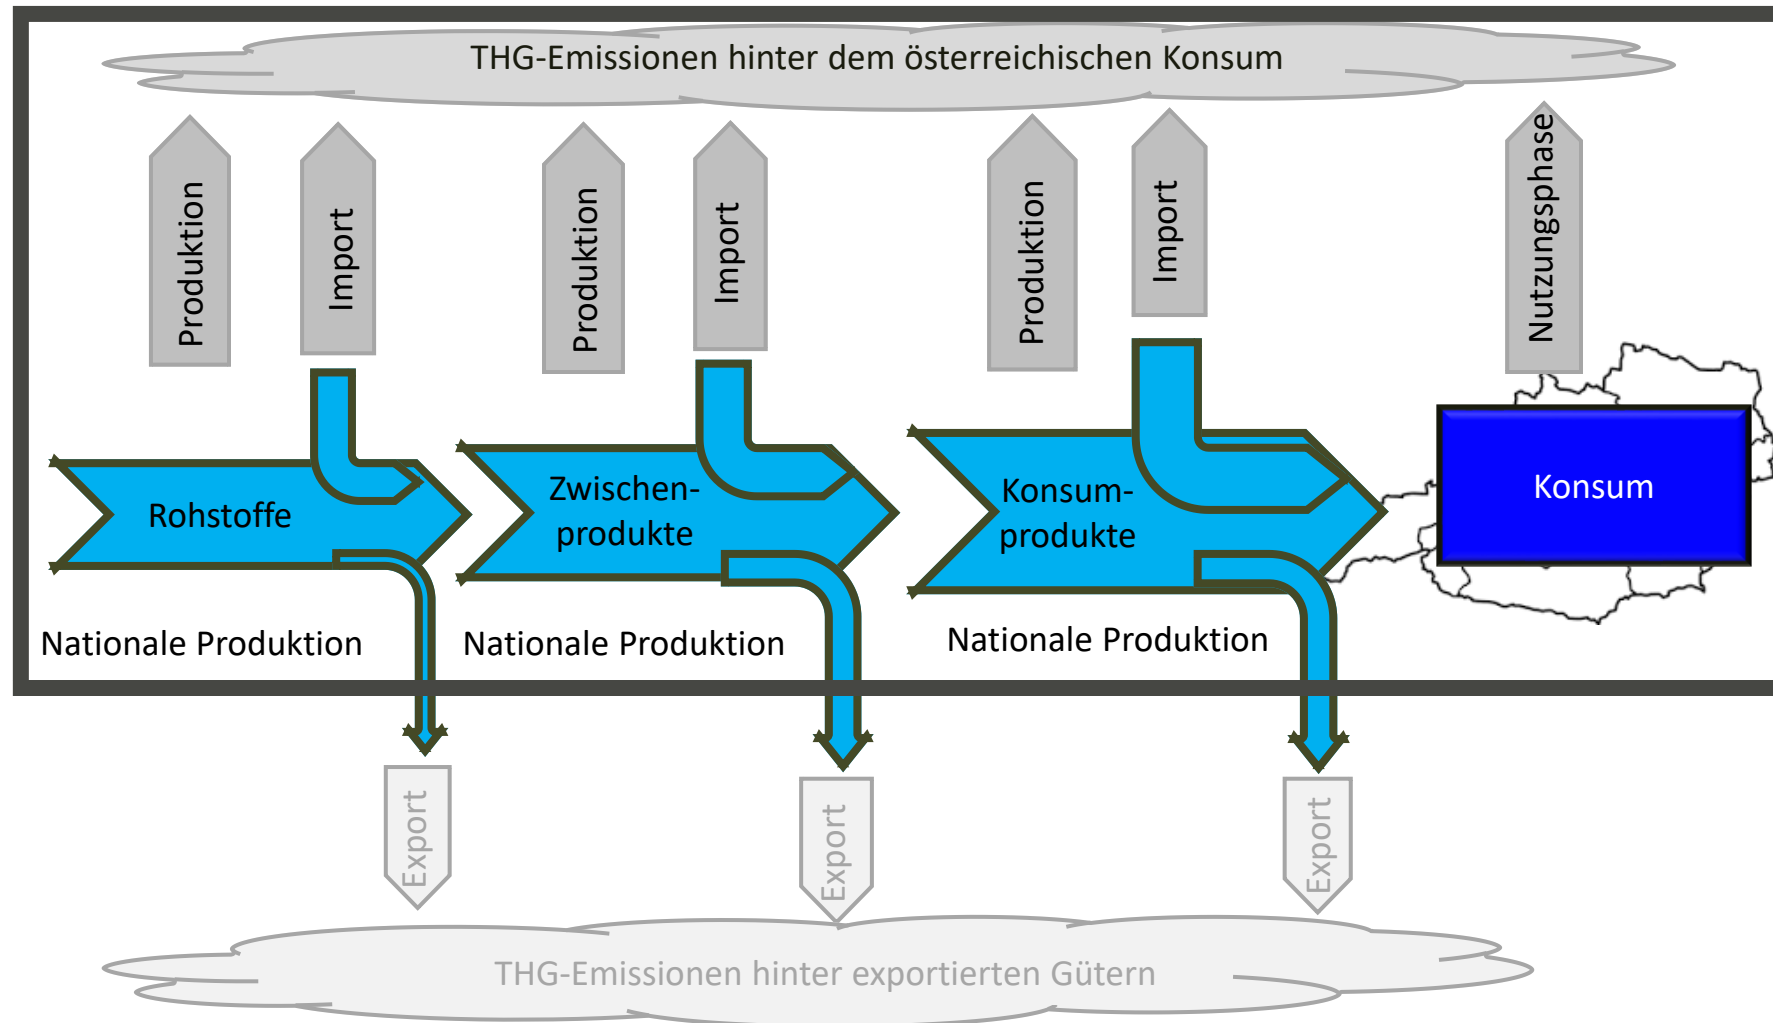 THG-Emissionen hinter dem österreichischen Konsum
Produktion
Import
Produktion
Import
Produktion
Import
Nutzungsphase
Rohstoffe
Zwischen-
produkte
Konsum-
produkte
Konsum
Nationale Produktion
Nationale Produktion
Nationale Produktion
Export
Export
Export
THG-Emissionen hinter exportierten Gütern